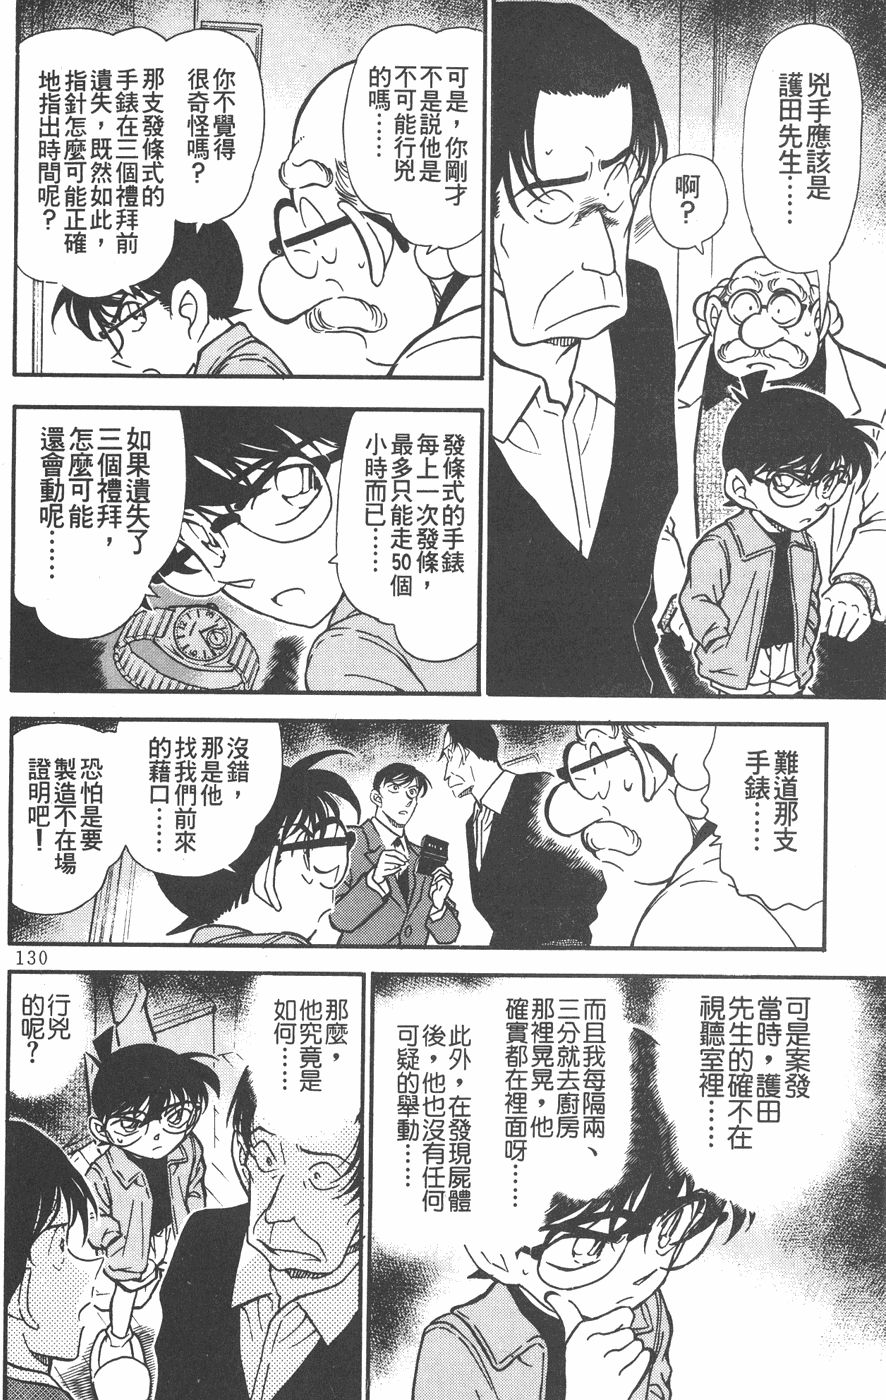 兇手應該是
護田先生……
啊?
可是,你剛才
不是説他是
不可能行兇
的嗎……
你不覺得
很奇怪嗎?
那支發條式的
手錶在三個禮拜前
遺失,既然如此,
指針怎麼可能正確
地指出時間呢?
發條式的手錶
每上一次發條,
最多只能走50個
小時而已……
如果遺失了
三個禮拜,
怎麼可能
還會動呢……
難道那支
手錶……
沒錯,
那是他
找我們前來
的藉口……
恐怕是要
製造不在場
證明吧!
130
可是案發
當時,護田
先生的確不在
視聽室裡……
而且我每隔兩、
三分就去廚房
那裡晃晃,他
確實都在裡面呀……
此外,在發現屍體
後,他也沒有任何
可疑的舉動……
那麼,
他究竟是
如何……
行兇
的呢?